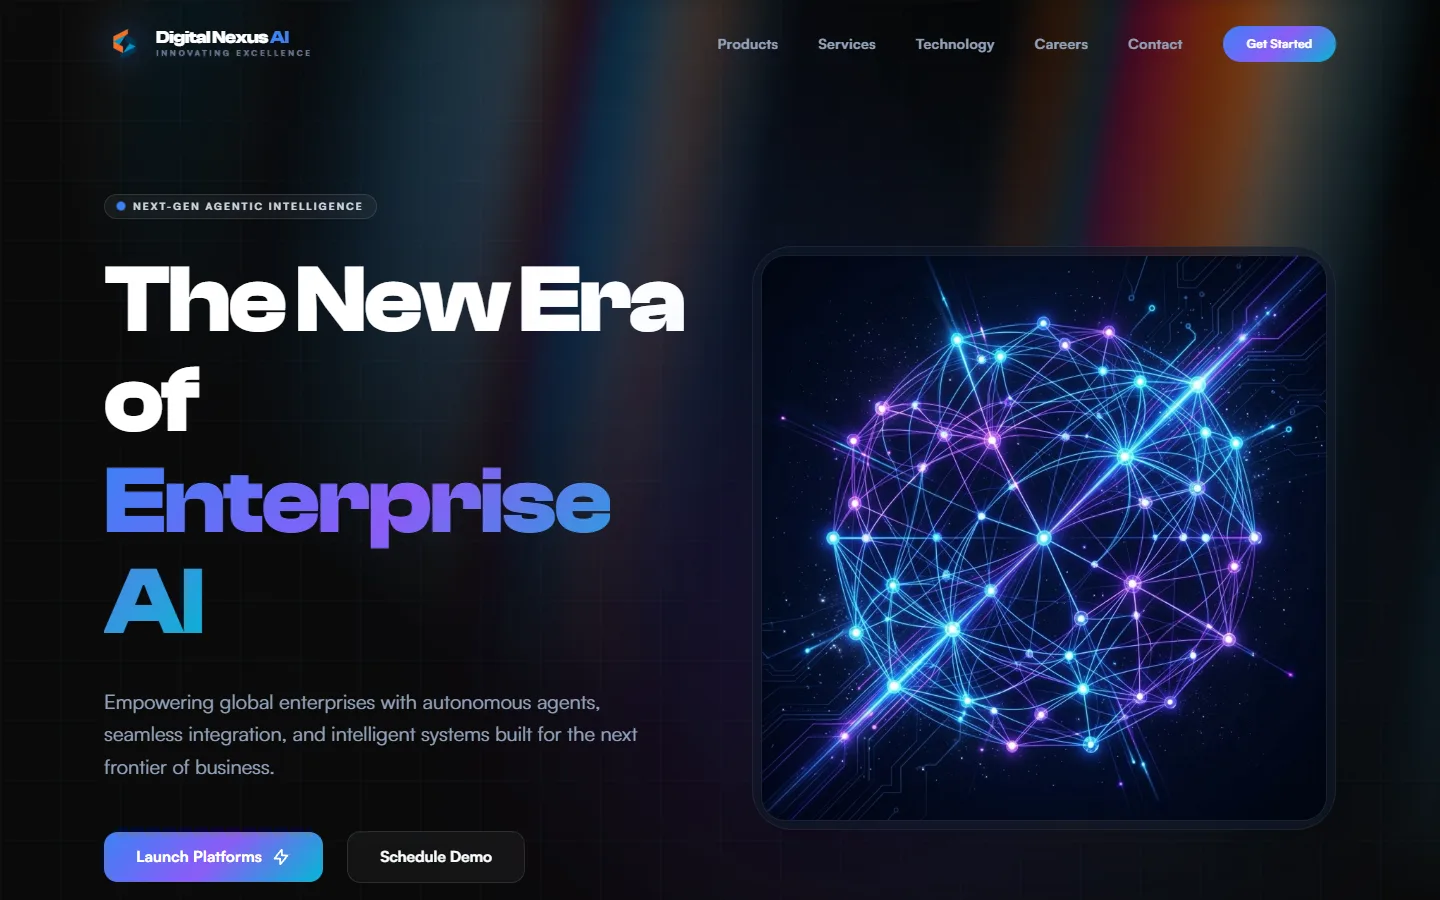 Digital Nexus AI
INNOVATING EXCELLENCE
Products
Services
Technology
Careers
Contact
Get Started
NEXT-GEN AGENTIC INTELLIGENCE
The New Era
of
Enterprise
AI
Empowering global enterprises with autonomous agents,
seamless integration, and intelligent systems built for the next
frontier of business.
Launch Platforms
Schedule Demo